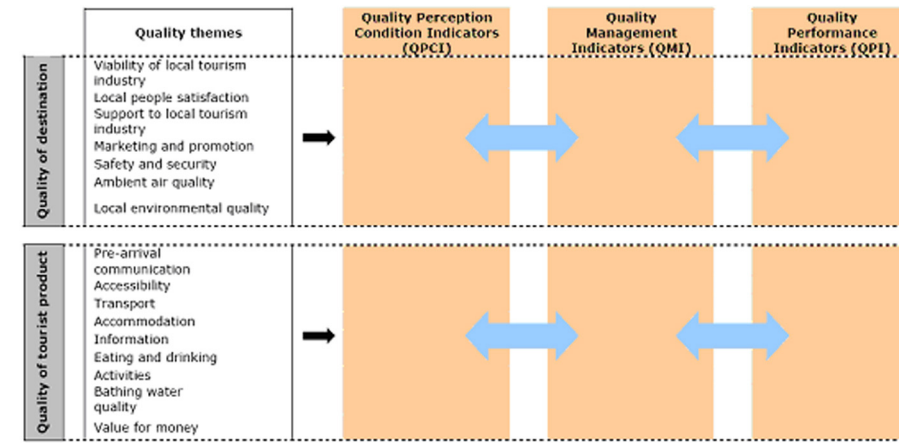 Quality themes
Quality Perception
Condition Indicators
(QPCI)
Quality
Management
Indicators (QMI)
Quality
Performance
Indicators (QPI)
Quality of destination
Viability of local tourism
industry
Local people satisfaction
Support to local tourism
industry
Marketing and promotion
Safety and security
Ambient air quality
Local environmental quality
Quality of tourist product
Pre-arrival
communication
Accessibility
Transport
Accommodation
Information
Eating and drinking
Activities
Bathing water
quality
Value for money